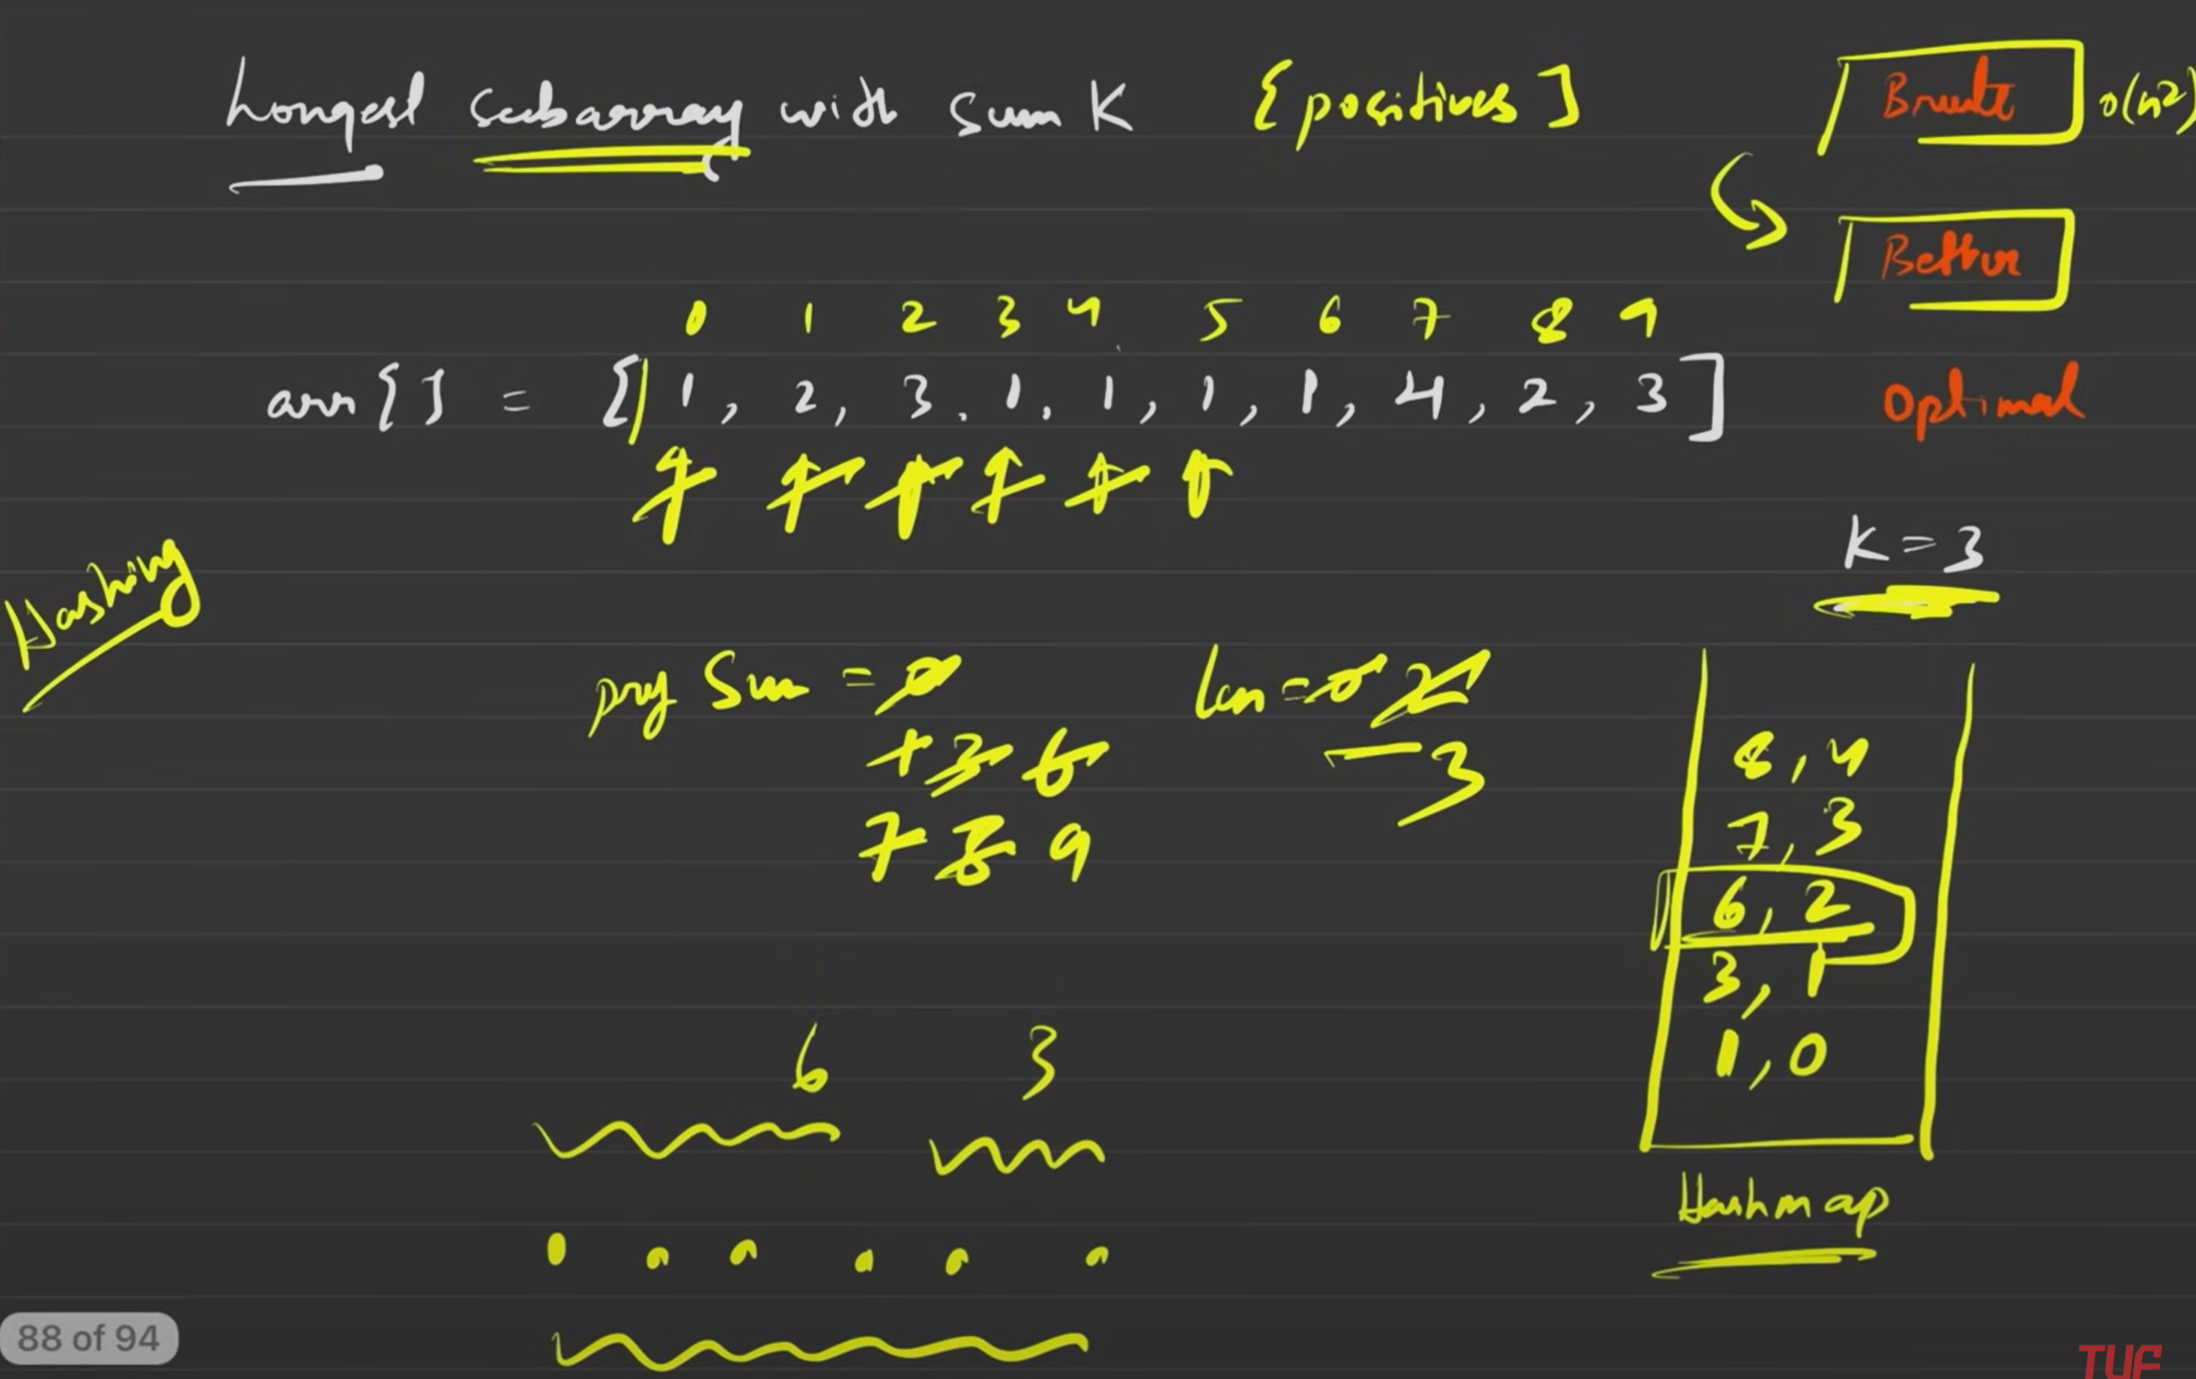 Longest subarray with sum K [positives]
Brute O(n2)
Better
Optimal
0 1 2 3 4 5 6 7 8 9
arr[] = [1, 2, 3, 1, 1, 1, 1, 4, 2, 3]
K = 3
Hashing
Sum = 0
1 3 6
7 8 9
len = 0 2
3
8, 4
7, 3
6, 2
3, 1
1, 0
Hashmap
6 3
88 of 94
TUF